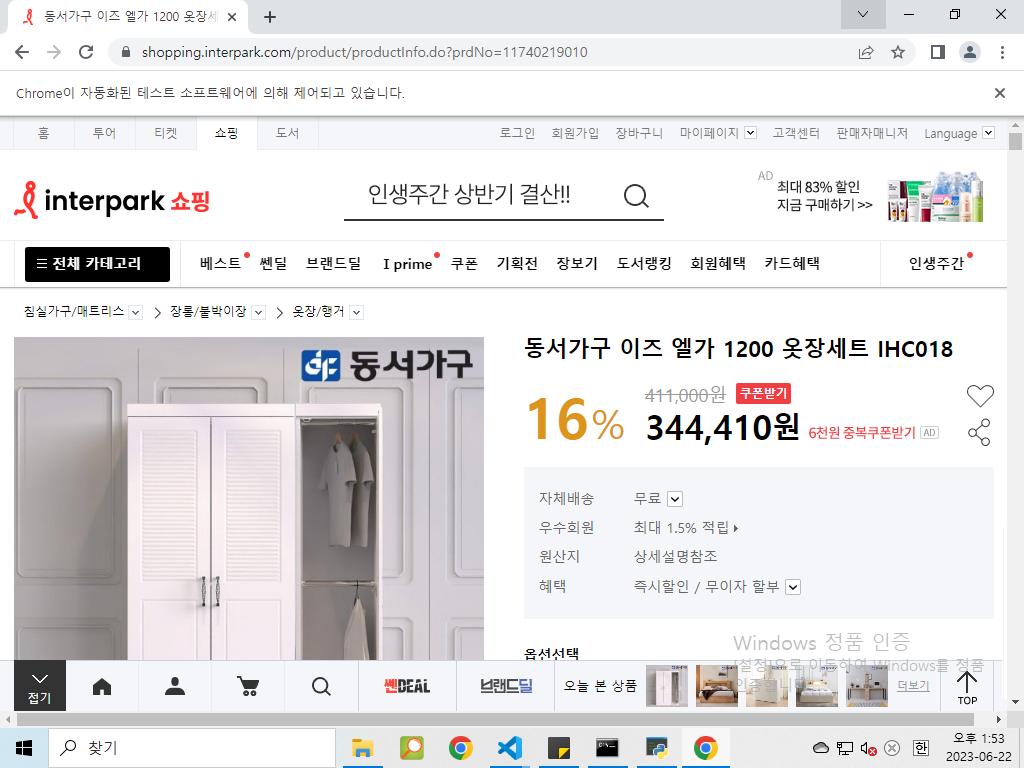 동서가구 이즈 엘가 1200 옷장세
shopping.interpark.com/product/productInfo.do?prdNo=11740219010
Chrome이 자동화된 테스트 소프트웨어에 의해 제어되고 있습니다.
홈 투어 티켓 쇼핑 도서 로그인 회원가입 장바구니 마이페이지 고객센터 판매자매니저 Language
interpark 쇼핑
인생주간 상반기 결산!!
AD 최대 83% 할인
지금 구매하기 >>
전체 카테고리 베스트 쎈딜 브랜드딜 I prime 쿠폰 기획전 장보기 도서랭킹 회원혜택 카드혜택 인생주간
침실가구/매트리스 장롱/붙박이장 옷장/행거
동서가구
동서가구 이즈 엘가 1200 옷장세트 IHC018
16% 411,000원 쿠폰받기
344,410원 6천원 중복쿠폰받기 AD
자체배송 무료
우수회원 최대 1.5% 적립
원산지 상세설명참조
혜택 즉시할인 / 무이자 할부
옵션선택
Windows 정품 인증
[설정]으로 이동하여 Windows를 정품
접기 쎈DEAL 브랜드딜 오늘 본 상품 더보기 TOP
찾기
오후 1:53
한
2023-06-22